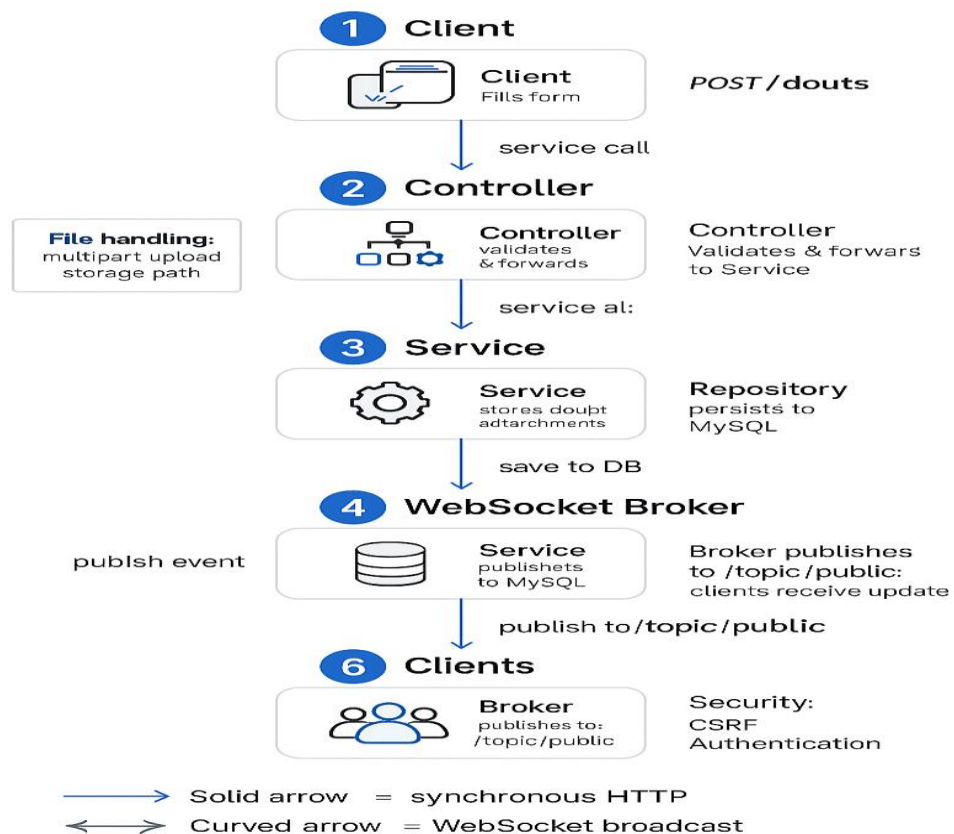 1 Client
Client
Fills form
POST /douts
service call
2 Controller
File handling:
multipart upload
storage path
Controller
validates
& forwards
Controller
Validates & forwars
to Service
service al:
3 Service
Service
stores doubt
adtarchments
Repository
persists to
MySQL
save to DB
4 WebSocket Broker
pubIsh event
Service
publishets
to MySQL
Broker publishes
to /topic/public:
clients receive update
publish to/topic/public
6 Clients
Broker
publishes to:
/topic/public
Security:
CSRF
Authentication
Solid arrow = synchronous HTTP
Curved arrow = WebSocket broadcast